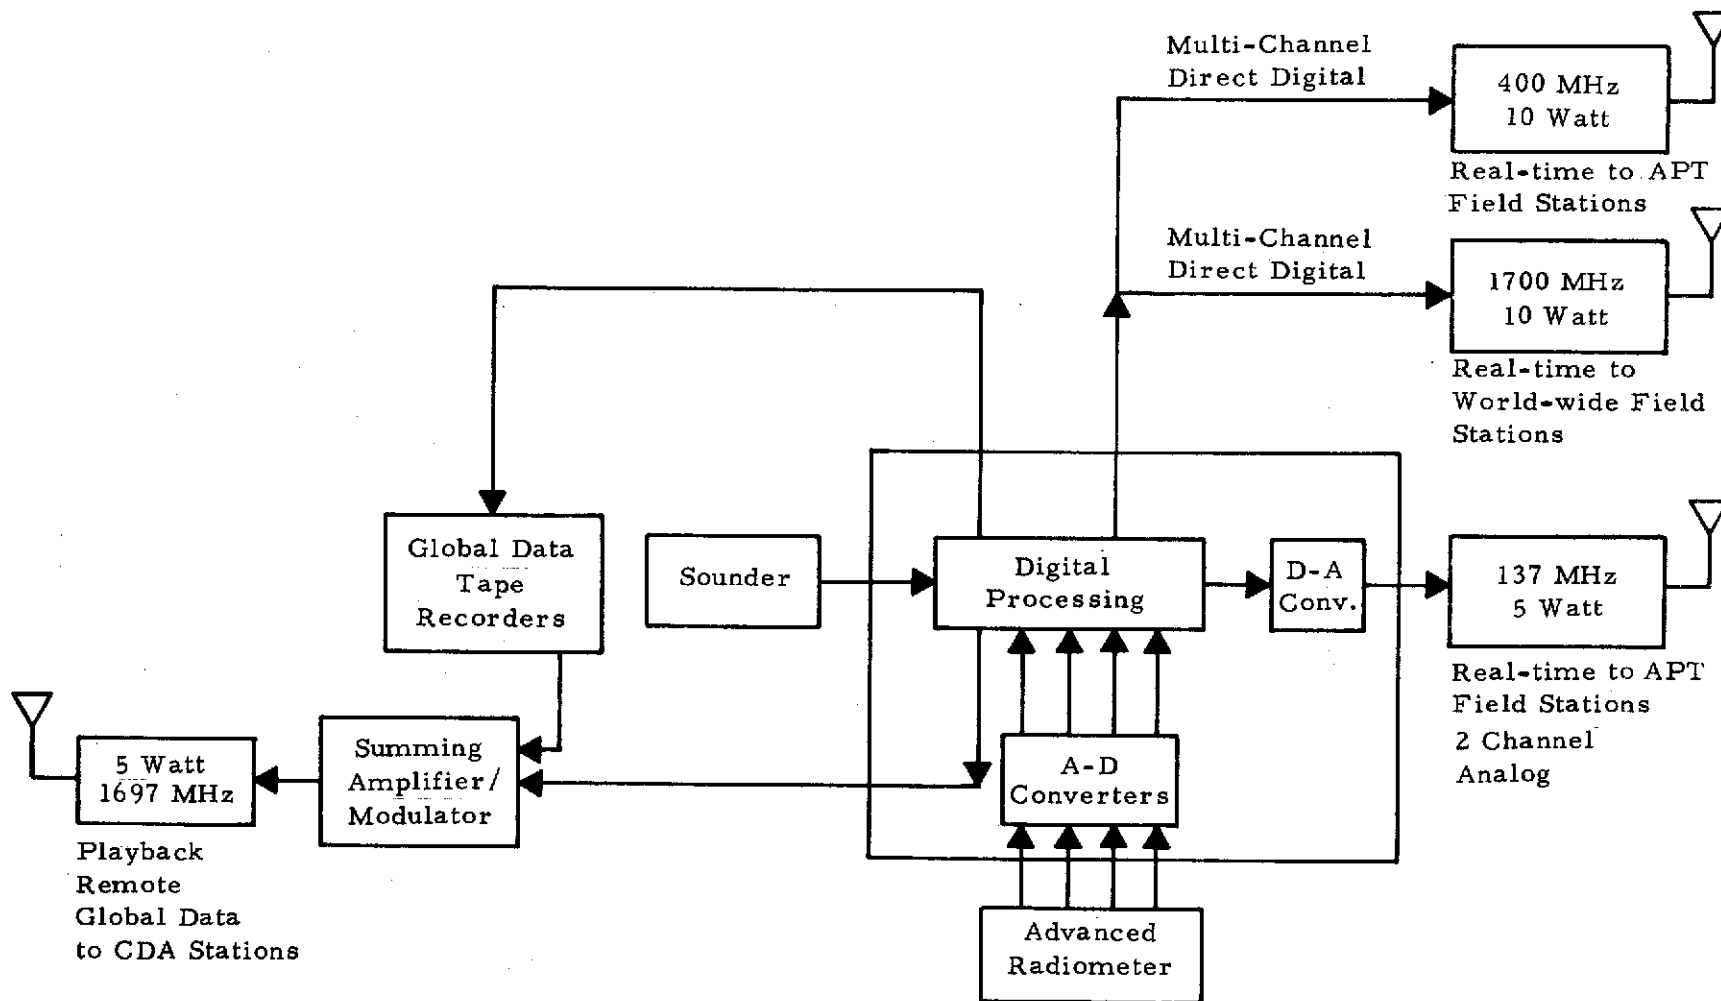 Multi-Channel
Direct Digital
400 MHz
10 Watt
Real-time to APT
Field Stations
Multi-Channel
Direct Digital
1700 MHz
10 Watt
Real-time to
World-wide Field
Stations
Global Data
Tape
Recorders
Sounder
Digital
Processing
D-A
Conv.
137 MHz
5 Watt
Real-time to APT
Field Stations
2 Channel
Analog
5 Watt
1697 MHz
Summing
Amplifier/
Modulator
A-D
Converters
Playback
Remote
Global Data
to CDA Stations
Advanced
Radiometer